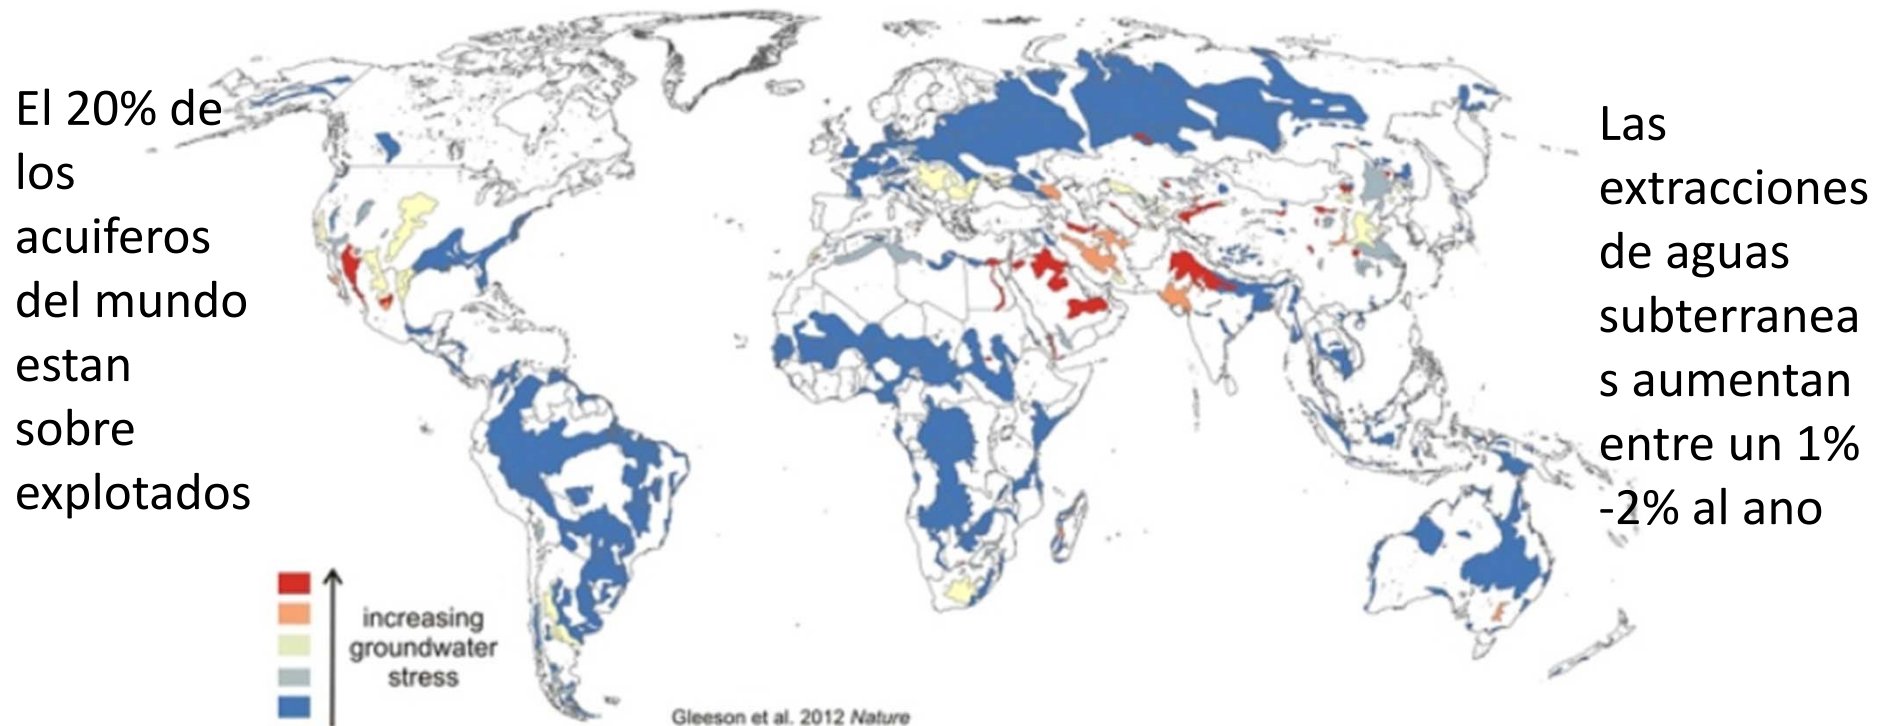 El 20% de
los
acuiferos
del mundo
estan
sobre
explotados
Las
extracciones
de aguas
subterranea
s aumentan
entre un 1%
-2% al ano
increasing
groundwater
stress
Gleeson et al. 2012 Nature